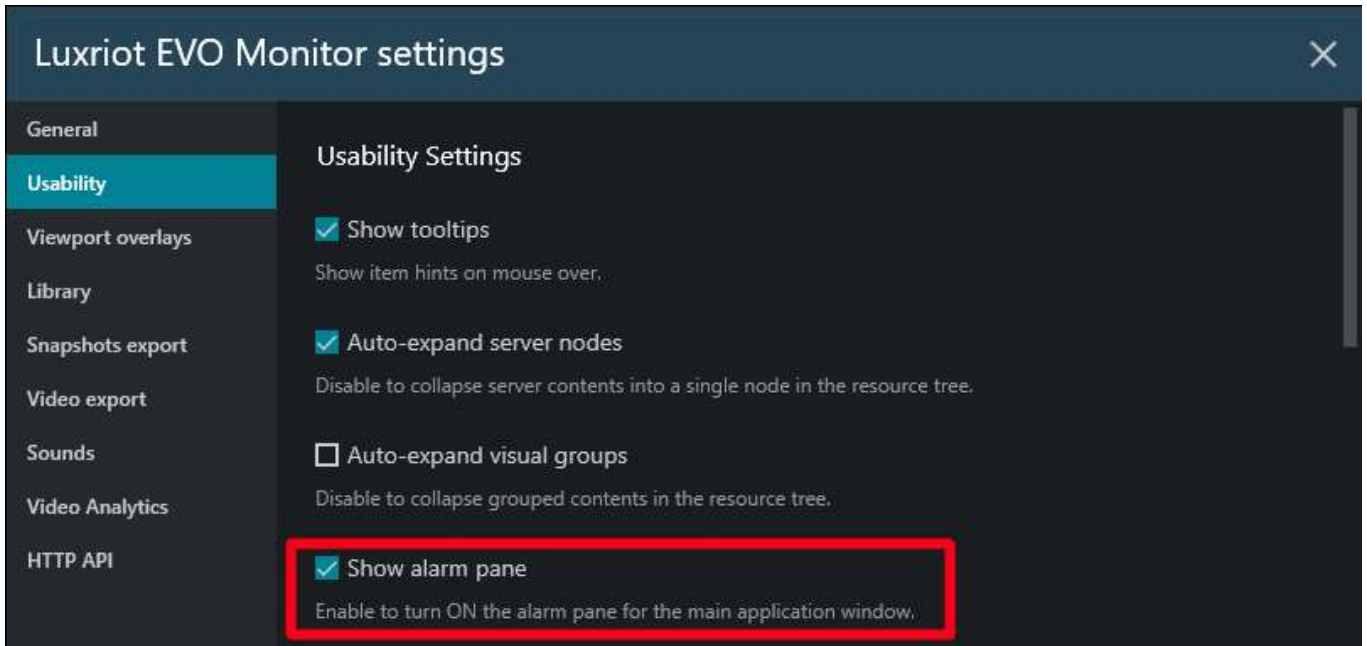 Luxriot EVO Monitor settings
General
Usability
Viewport overlays
Library
Snapshots export
Video export
Sounds
Video Analytics
HTTP API
Usability Settings
Show tooltips
Show item hints on mouse over.
Auto-expand server nodes
Disable to collapse server contents into a single node in the resource tree.
Auto-expand visual groups
Disable to collapse grouped contents in the resource tree.
Show alarm pane
Enable to turn ON the alarm pane for the main application window.